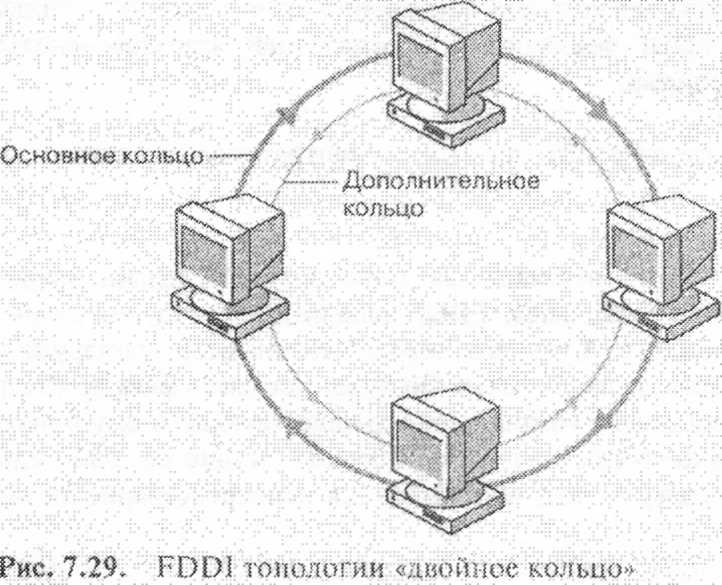 Основное кольцо
Дополнительное
кольцо
Рис. 7.29. FDDI топологии «двойное кольцо»